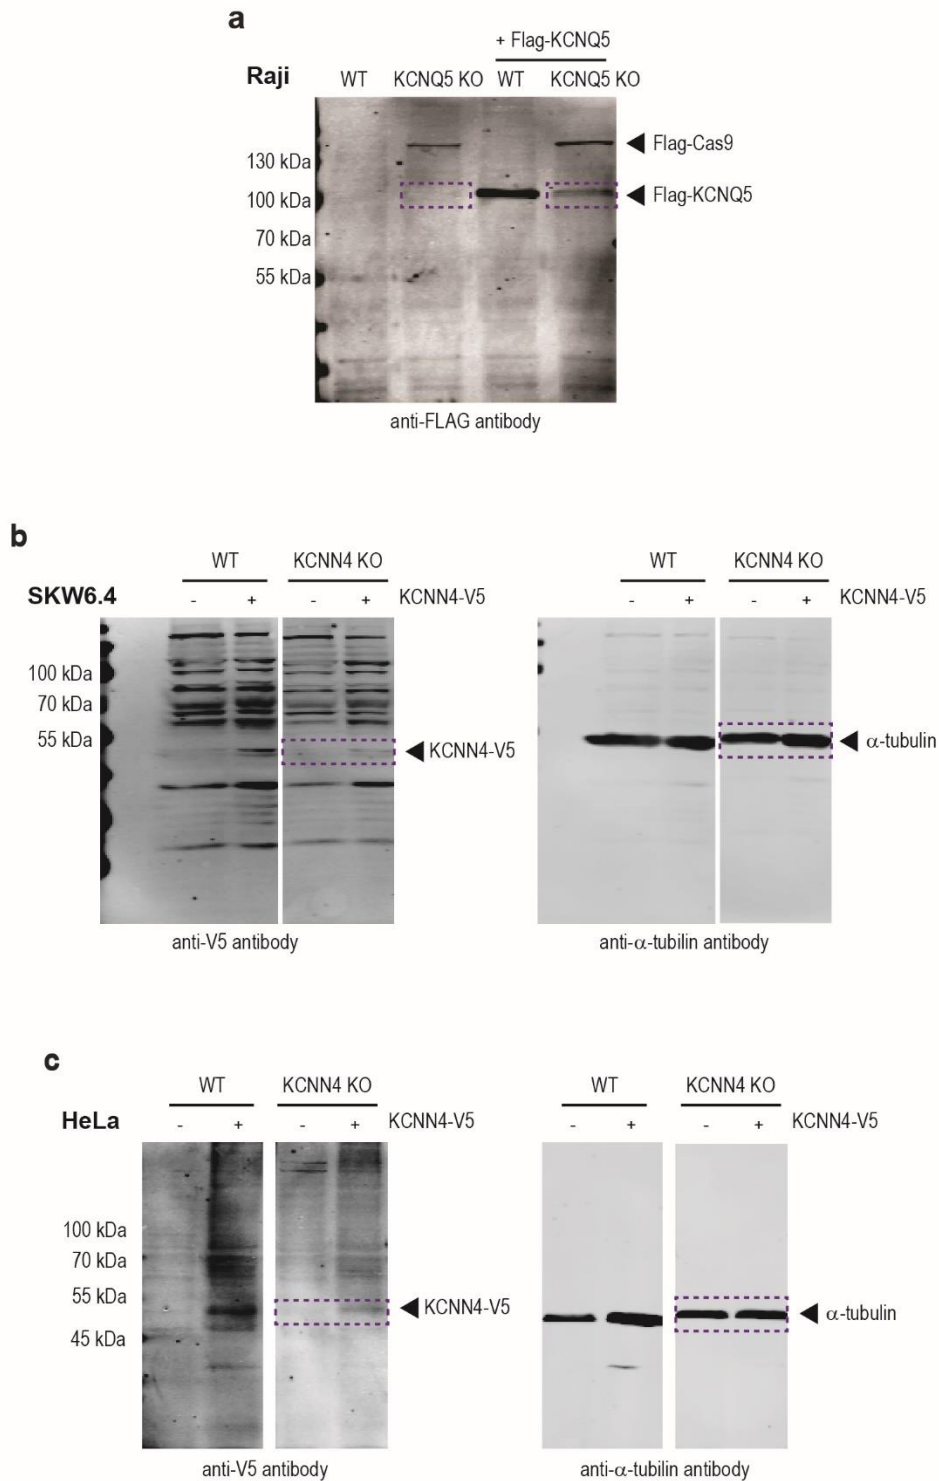 a
+ Flag-KCNQ5
Raji WT KCNQ5 KO WT KCNQ5 KO
Flag-Cas9
130 kDa
100 kDa Flag-KCNQ5
70 kDa
55 kDa
anti-FLAG antibody
b
WT KCNN4 KO WT KCNN4 KO
SKW6.4 - + - + KCNN4-V5 - + - + KCNN4-V5
100 kDa
70 kDa
55 kDa KCNN4-V5 α-tubulin
anti-V5 antibody anti-α-tubilin antibody
c
WT KCNN4 KO WT KCNN4 KO
HeLa - + - + KCNN4-V5 - + - + KCNN4-V5
100 kDa
70 kDa
55 kDa KCNN4-V5 α-tubulin
45 kDa
anti-V5 antibody anti-α-tubilin antibody